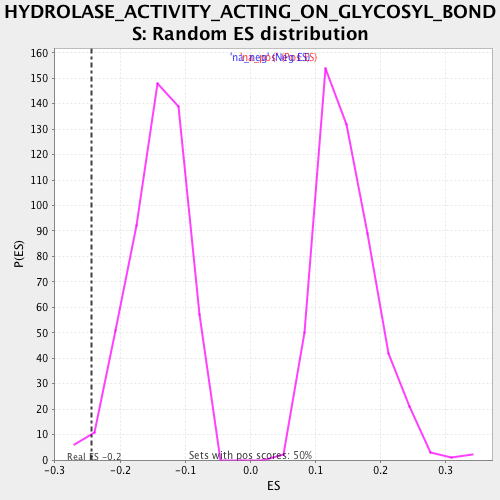 HYDROLASE_ACTIVITY_ACTING_ON_GLYCOSYL_BOND
S: Random ES distribution
160
150
140
130
120
110
100
90
80
70
60
50
40
30
20
10
0
P(ES)
Real ES -0.2
Sets with pos scores: 50%
-0.3 -0.2 -0.1 0.0 0.1 0.2 0.3
ES